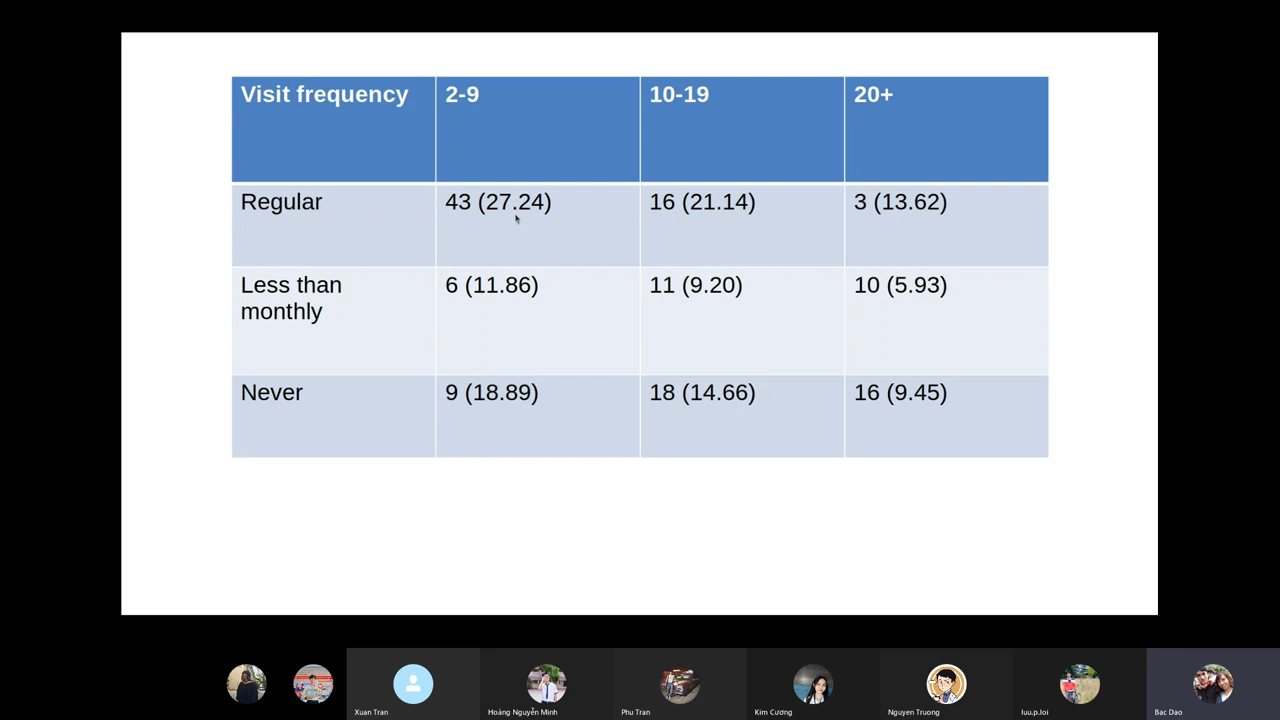 Visit frequency 2-9 10-19 20+
Regular 43 (27.24) 16 (21.14) 3 (13.62)
Less than 6 (11.86) 11 (9.20) 10 (5.93)
monthly
Never 9 (18.89) 18 (14.66) 16 (9.45)
Xuan Tran Hoàng Nguyễn Minh Phu Tran Kim Cương Nguyen Truong luu.p.loi Bac Dao